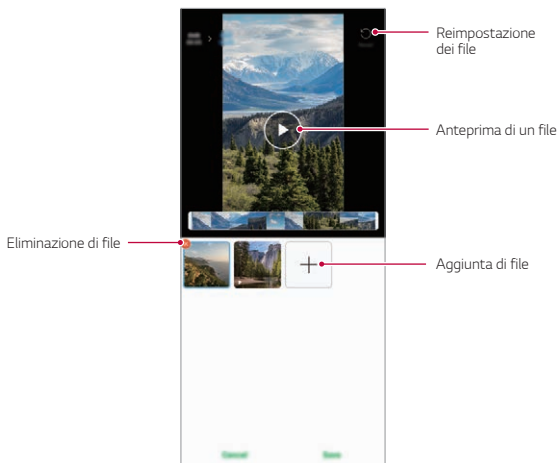 Reimpostazione
dei file
Anteprima di un file
Eliminazione di file
Aggiunta di file
Cancel
Save